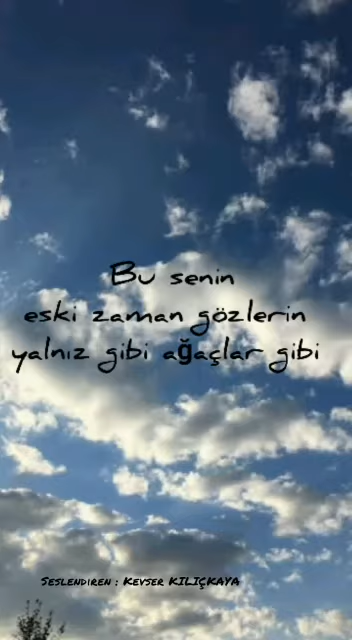 Bu senin
eski zaman gözlerin
yalnız gibi ağaçlar gibi
Seslendiren : Kevser KILIÇKAYA